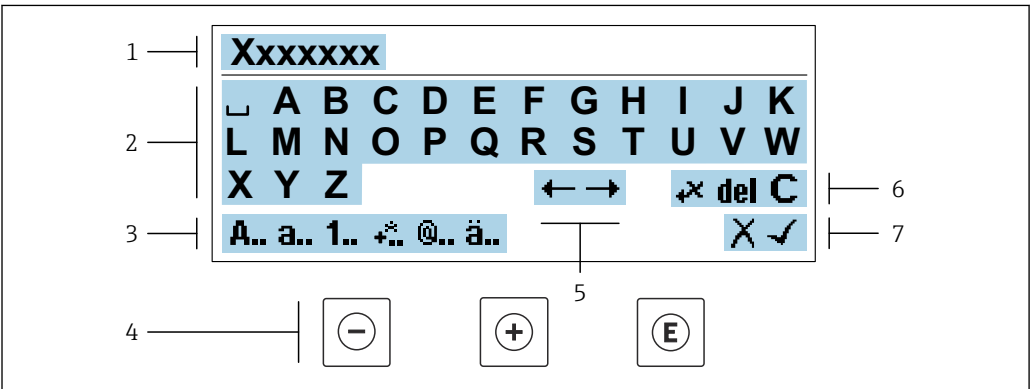 1 Xxxxxxx
2 ␣ A B C D E F G H I J K
L M N O P Q R S T U V W
X Y Z ← → +× del C 6
3 A.. a.. 1.. +*.. @.. ä.. X ✓ 7
5
4 − + E